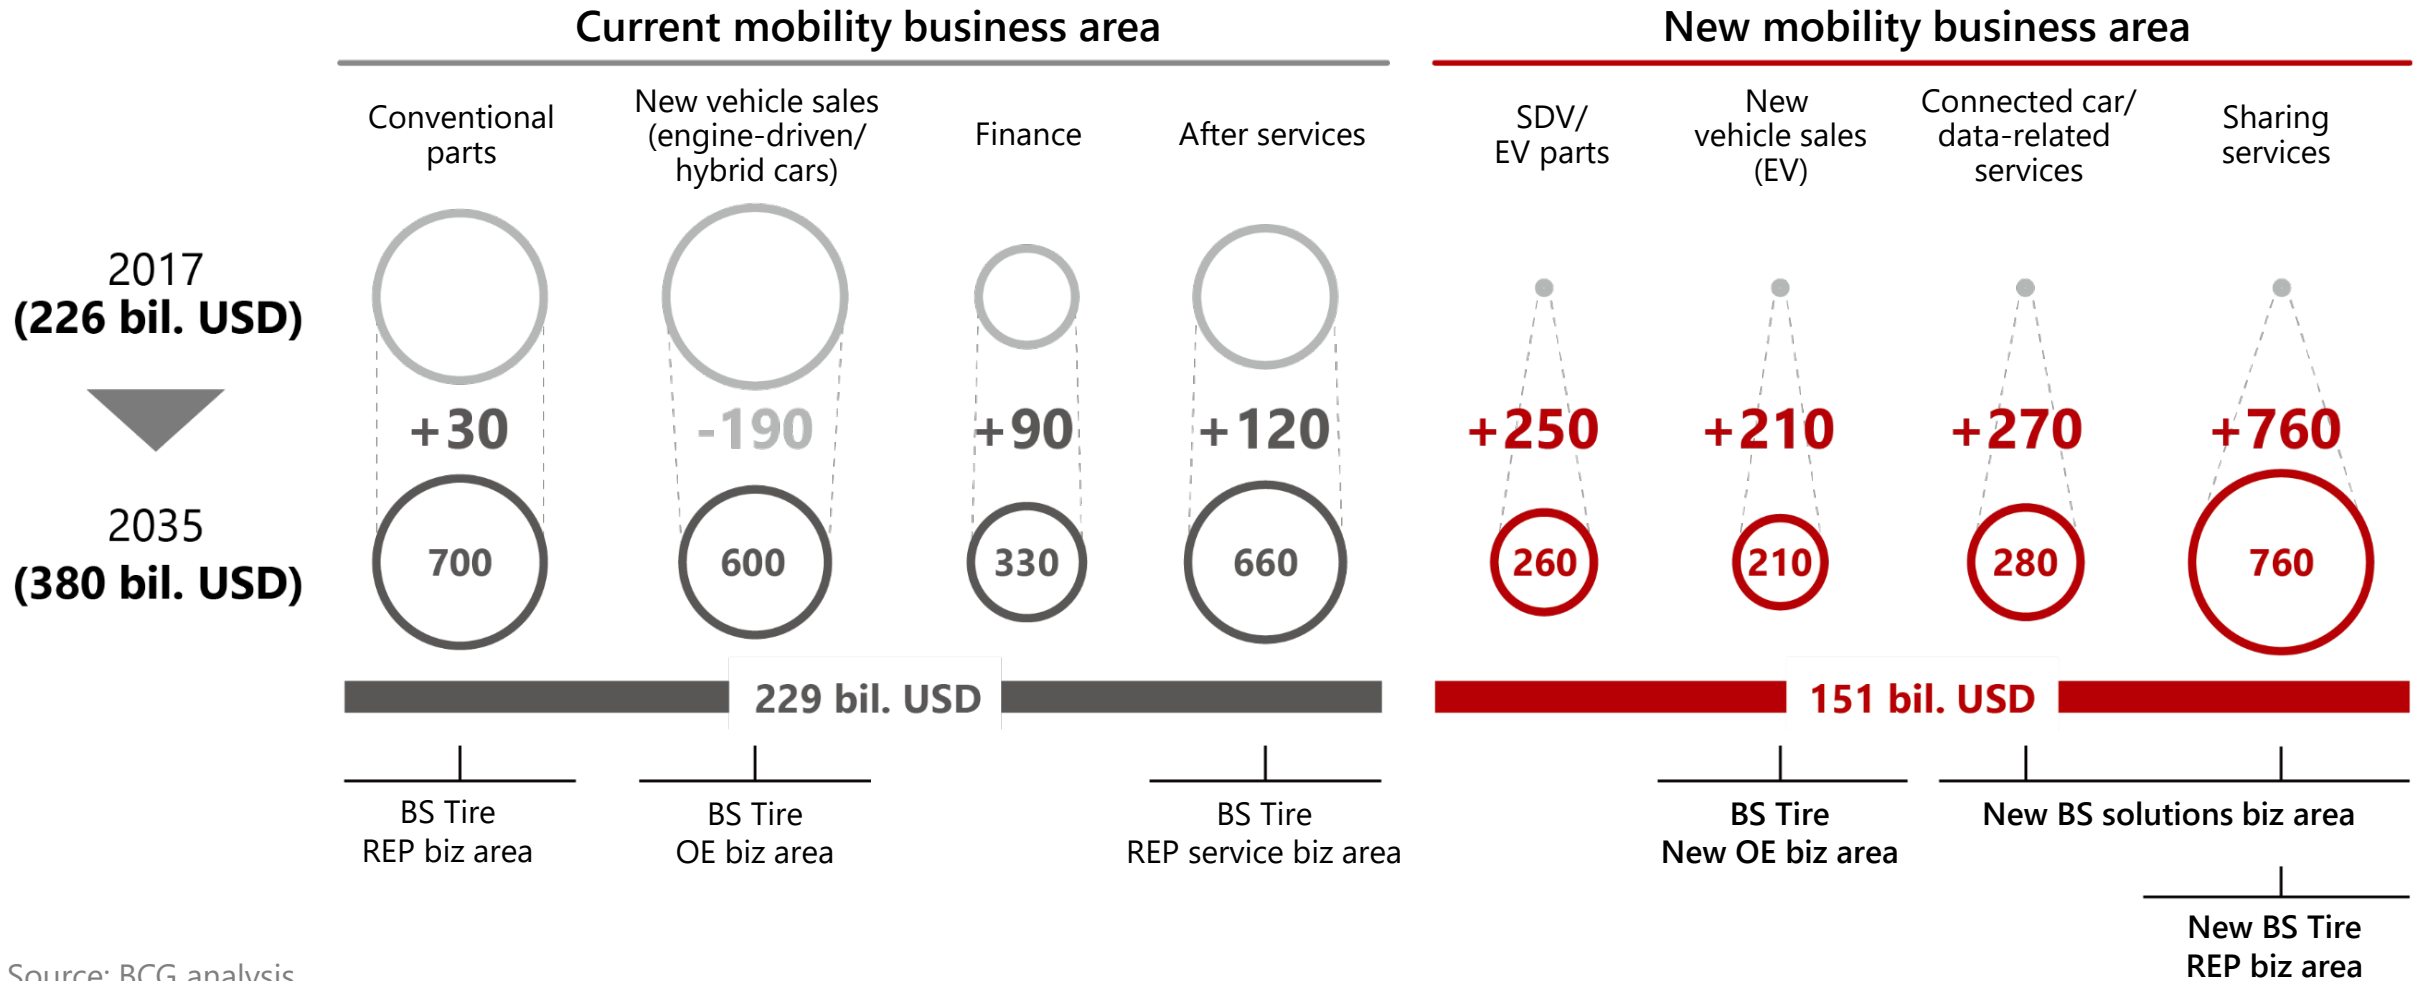 Current mobility business area
New mobility business area
Conventional
parts
New vehicle sales
(engine-driven/
hybrid cars)
Finance
After services
SDV/
EV parts
New
vehicle sales
(EV)
Connected car/
data-related
services
Sharing
services
2017
(226 bil. USD)
+30
-190
+90
+120
+250
+210
+270
+760
2035
(380 bil. USD)
700
600
330
660
260
210
280
760
229 bil. USD
151 bil. USD
BS Tire
REP biz area
BS Tire
OE biz area
BS Tire
REP service biz area
BS Tire
New OE biz area
New BS solutions biz area
New BS Tire
REP biz area
Source: BCG analysis